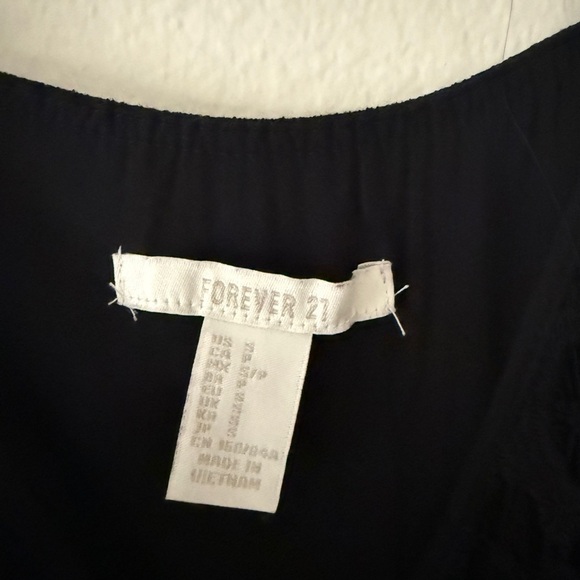 FOREVER 21
US S
CA P
MX S/P
BR P
EU S
UK S
KR S
JP S
CN 160/84A
MADE IN
VIETNAM